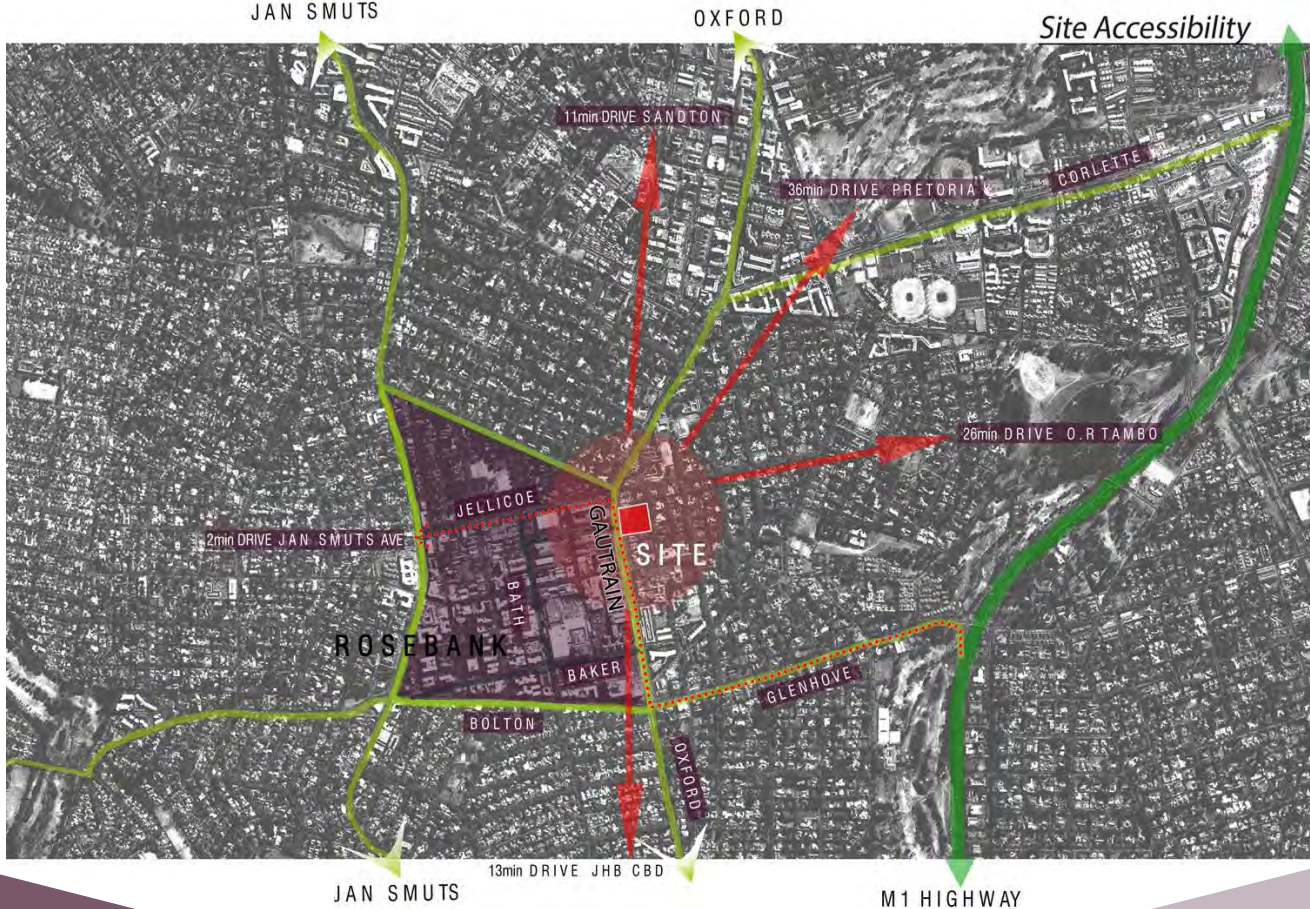 JAN SMUTS
OXFORD
Site Accessibility
11min DRIVE SANDTON
36min DRIVE PRETORIA
CORLETTE
26min DRIVE O.R TAMBO
JELLICOE
2min DRIVE JAN SMUTS AVE
GAUTRAIN
SITE
BATH
ROSEBANK
BAKER
GLENHOVE
BOLTON
OXFORD
13min DRIVE JHB CBD
JAN SMUTS
M1 HIGHWAY